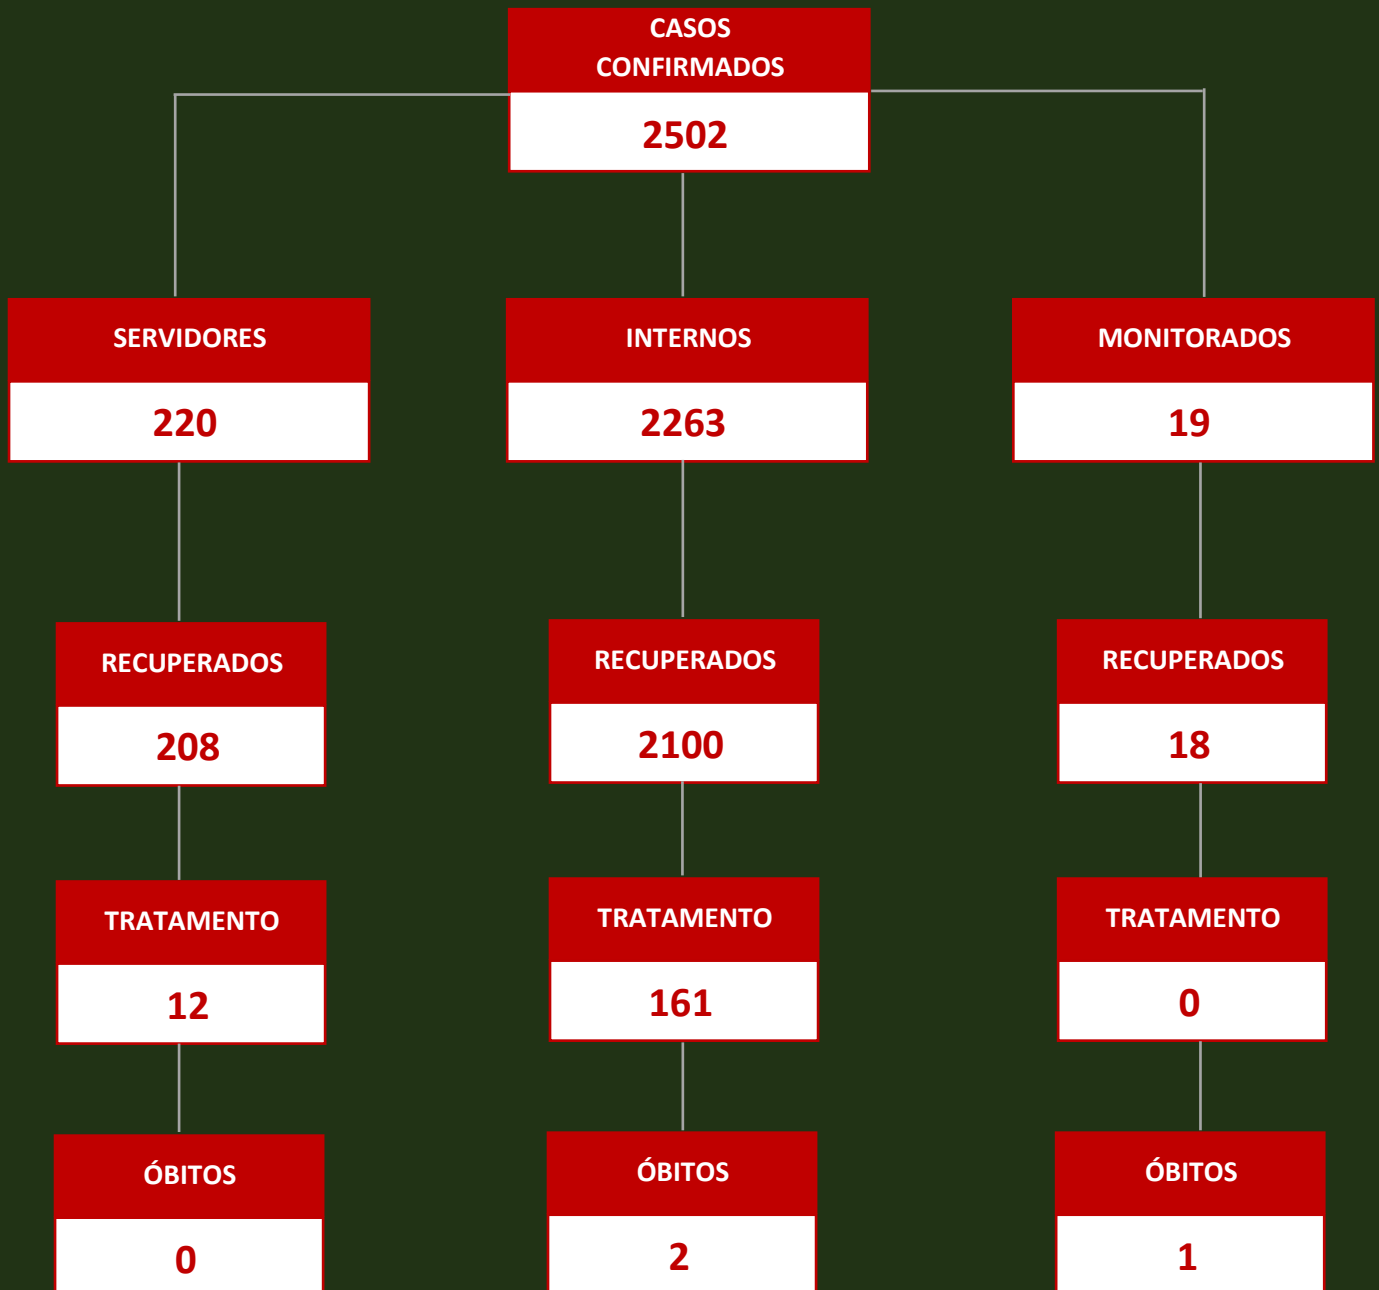 CASOS
CONFIRMADOS
2502
SERVIDORES
220
INTERNOS
2263
MONITORADOS
19
RECUPERADOS
208
RECUPERADOS
2100
RECUPERADOS
18
TRATAMENTO
12
TRATAMENTO
161
TRATAMENTO
0
ÓBITOS
0
ÓBITOS
2
ÓBITOS
1